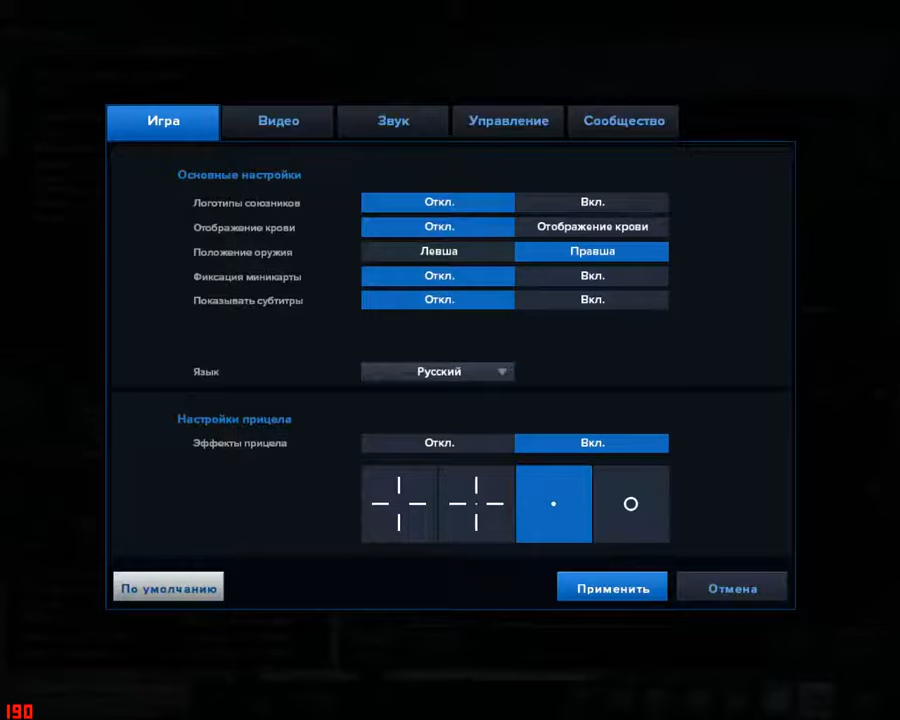 Игра Видео Звук Управление Сообщество
Основные настройки
Логотипы союзников Откл. Вкл.
Отображение крови Откл. Отображение крови
Положение оружия Левша Правша
Фиксация миникарты Откл. Вкл.
Показывать субтитры Откл. Вкл.
Язык Русский
Настройки прицела
Эффекты прицела Откл. Вкл.
По умолчанию Применить Отмена
190